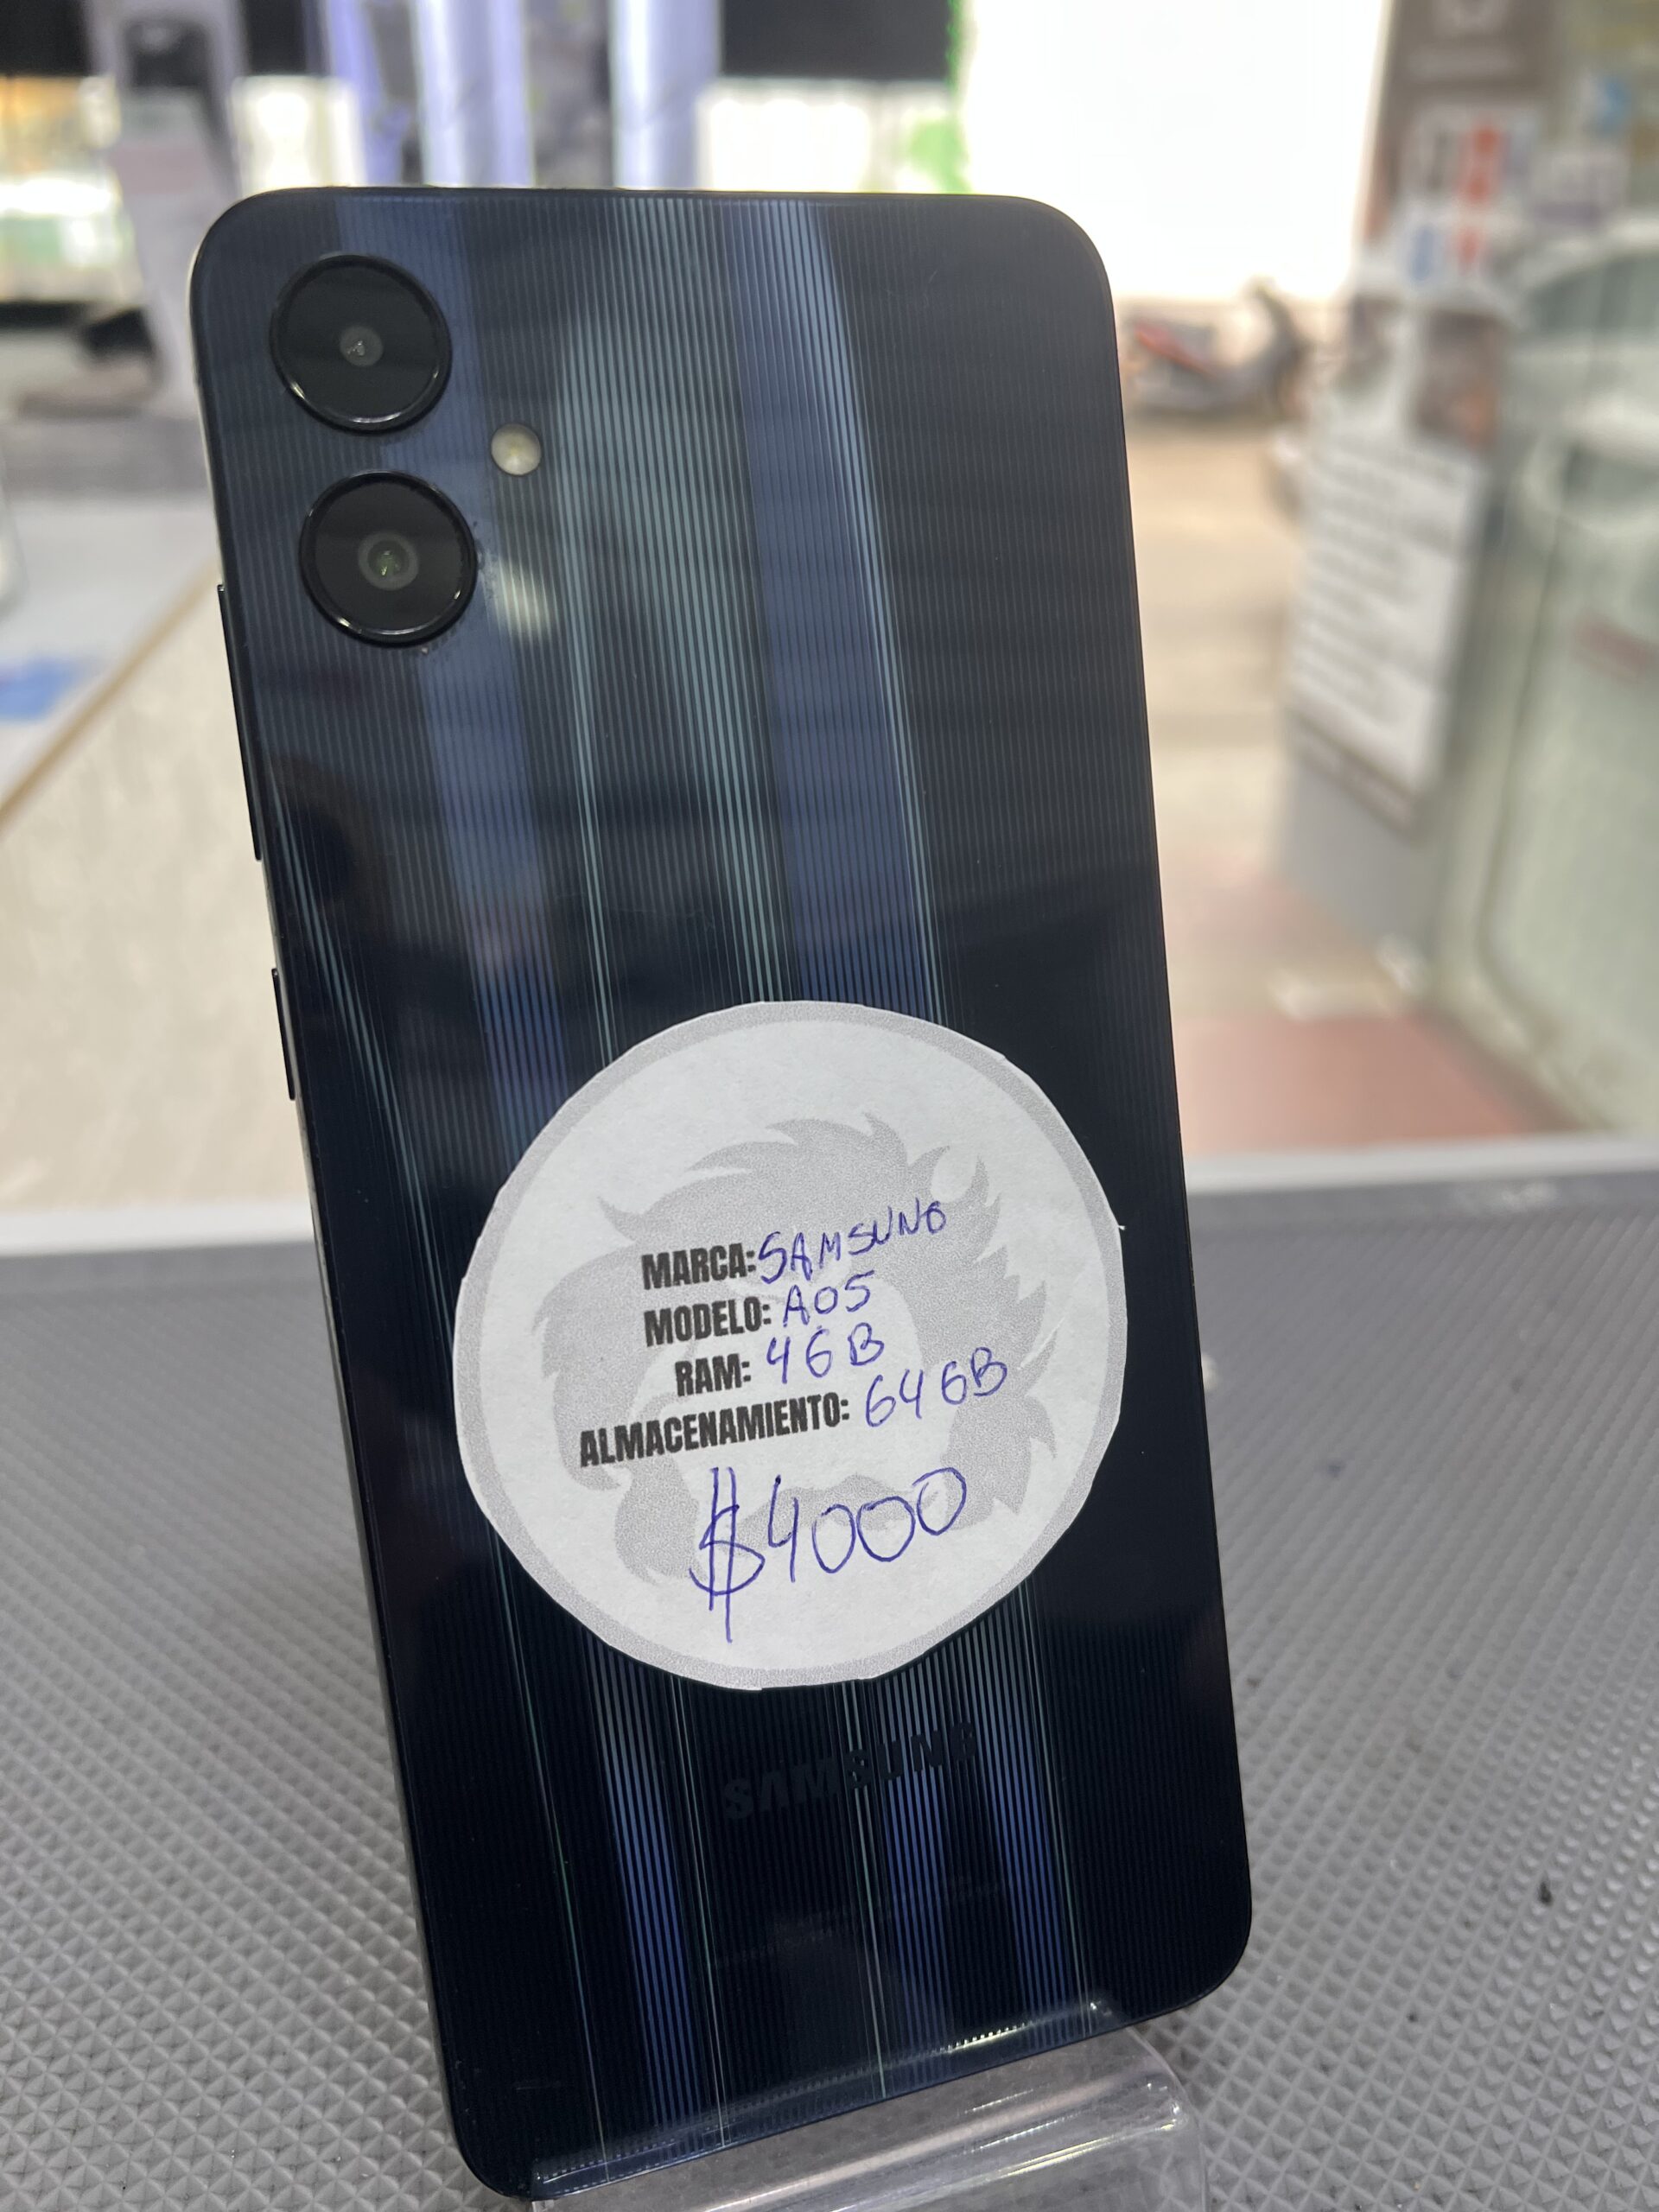 MARCA: SAMSUNG
MODELO: A05
RAM: 4GB
ALMACENAMIENTO: 64GB
$4000
SAMSUNG